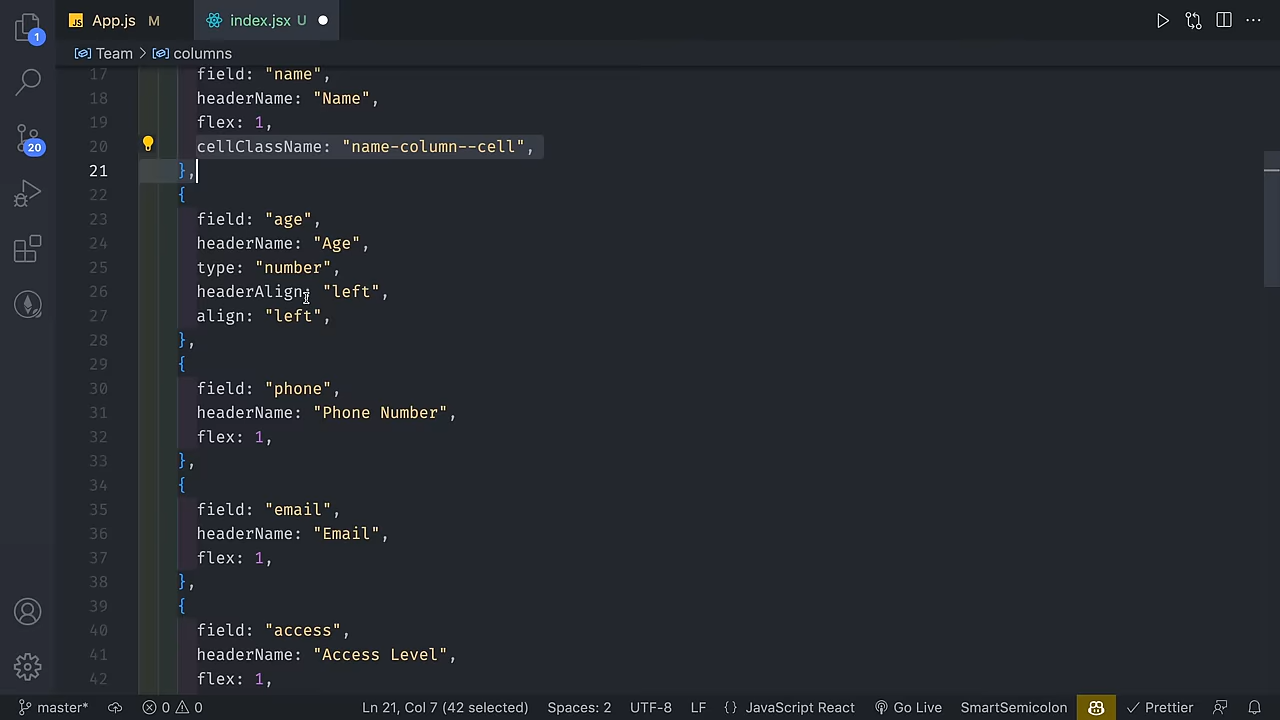 App.js M index.jsx U
Team > columns
17 field: "name",
18 headerName: "Name",
19 flex: 1,
20 cellClassName: "name-column--cell",
21 },
22 {
23 field: "age",
24 headerName: "Age",
25 type: "number",
26 headerAlign: "left",
27 align: "left",
28 },
29 {
30 field: "phone",
31 headerName: "Phone Number",
32 flex: 1,
33 },
34 {
35 field: "email",
36 headerName: "Email",
37 flex: 1,
38 },
39 {
40 field: "access",
41 headerName: "Access Level",
42 flex: 1,
1
20
JS
master* 0 0 Ln 21, Col 7 (42 selected) Spaces: 2 UTF-8 LF {} JavaScript React Go Live SmartSemicolon Prettier